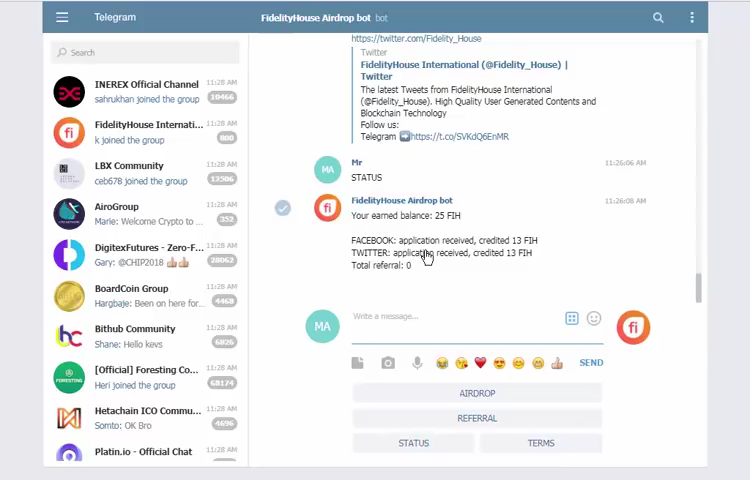 Telegram
FidelityHouse Airdrop bot bot
Search
INEREX Official Channel 11:28 AM
sahrukhan joined the group 10466
FidelityHouse Internati... 11:28 AM
k joined the group 800
LBX Community 11:28 AM
ceb678 joined the group 13506
AiroGroup 11:28 AM
Marie: Welcome Crypto to ... 352
DigitexFutures - Zero-F... 11:28 AM
Gary: @CHIP2018 28062
BoardCoin Group 11:28 AM
Hargbaje: Been on here for... 4468
Bithub Community 11:28 AM
Shane: Hello kevs 6826
[Official] Foresting Co... 11:28 AM
Heri joined the group 68174
FORESTING
Hetachain ICO Commu... 11:28 AM
Somto: OK Bro 4696
Platin.io - Official Chat 11:28 AM
https://twitter.com/Fidelity_House
Twitter
FidelityHouse International (@Fidelity_House) |
Twitter
The latest Tweets from FidelityHouse International
(@Fidelity_House). High Quality User Generated Contents and
Blockchain Technology
Follow us:
Telegram https://t.co/SVKdQ6EnMR
MA
Mr 11:26:06 AM
STATUS
fi
FidelityHouse Airdrop bot 11:26:08 AM
Your earned balance: 25 FIH
FACEBOOK: application received, credited 13 FIH
TWITTER: application received, credited 13 FIH
Total referral: 0
MA
Write a message...
fi
SEND
AIRDROP
REFERRAL
STATUS TERMS